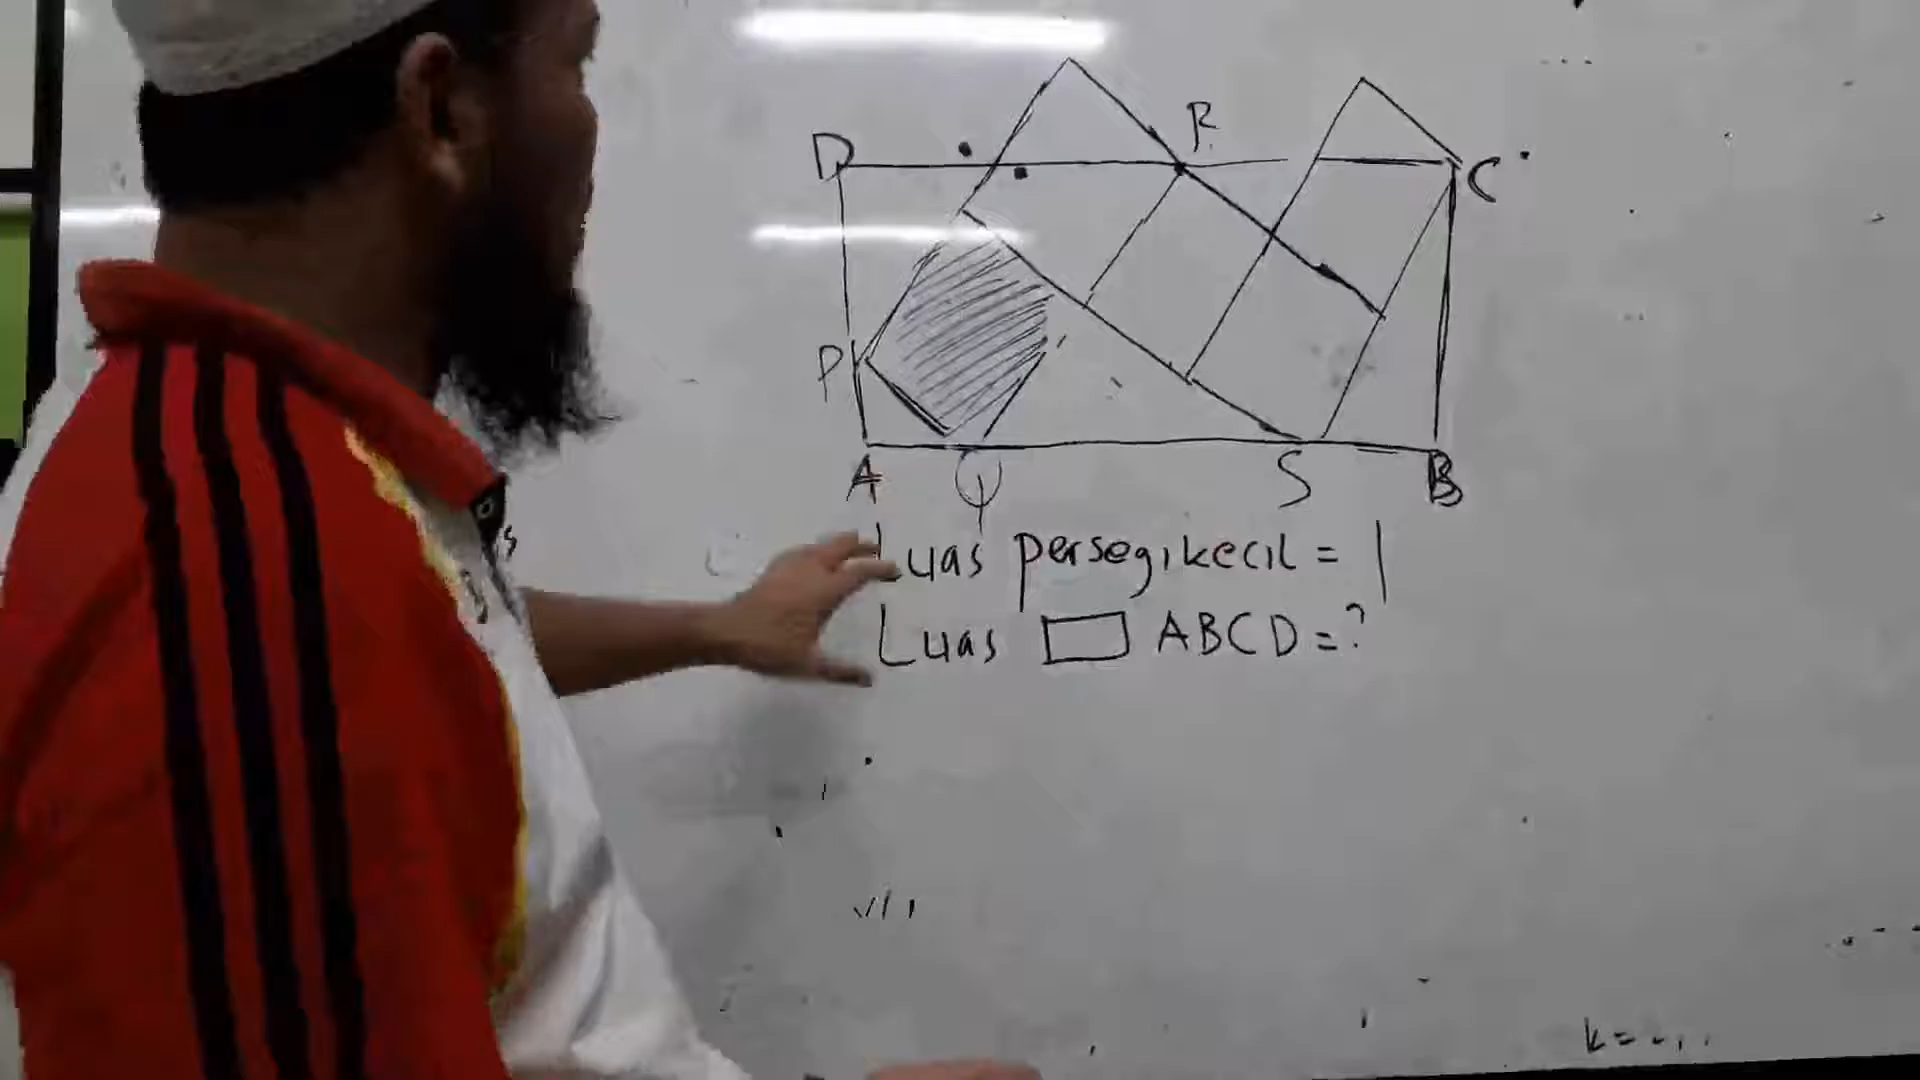 D R C
P
A Q S B
Luas persegi kecil = 1
Luas ▭ ABCD = ?